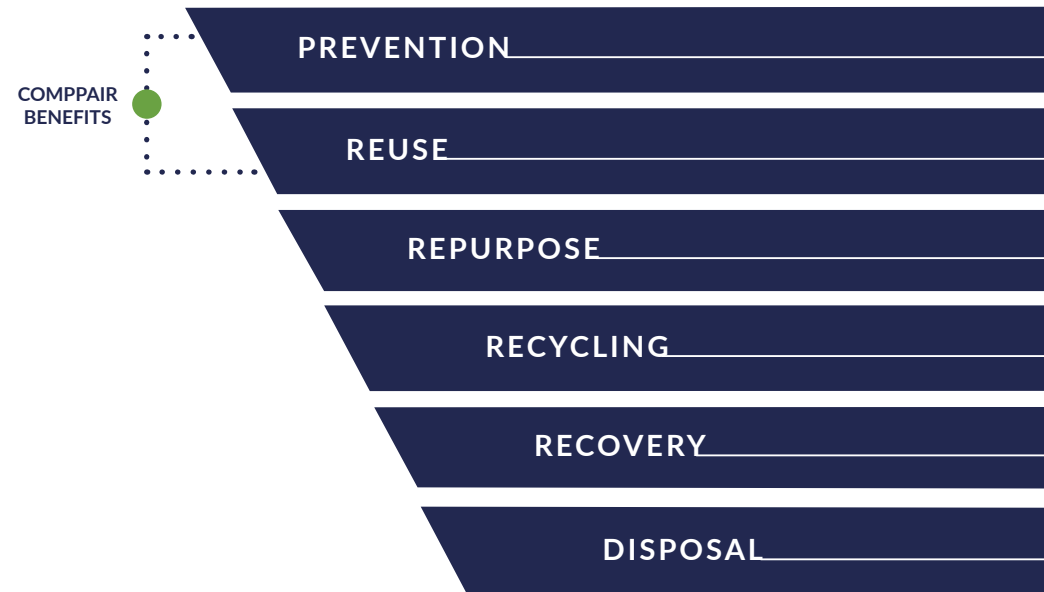 PREVENTION
COMPPAIR
BENEFITS
REUSE
REPURPOSE
RECYCLING
RECOVERY
DISPOSAL